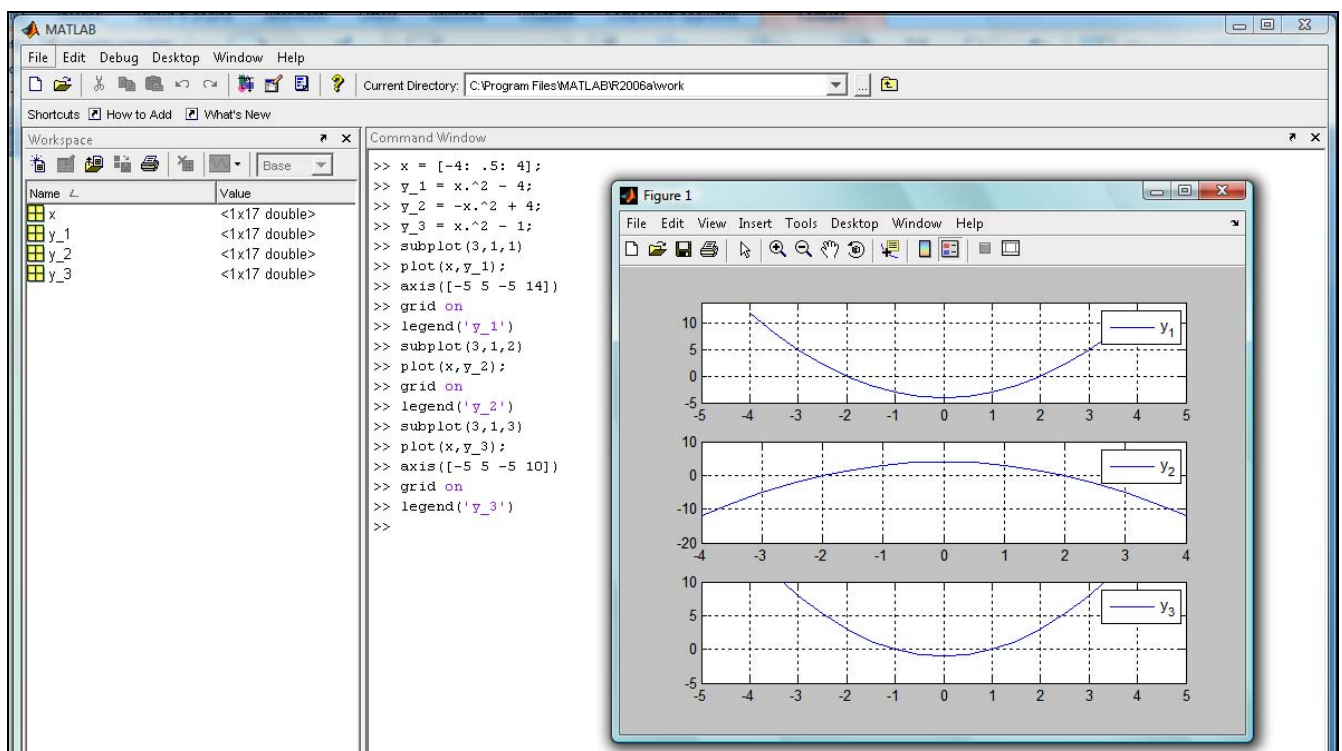 MATLAB
File Edit Debug Desktop Window Help
Current Directory: C:\Program Files\MATLAB\R2006a\work
...
Shortcuts How to Add What's New
Workspace
Base
Name Value
x <1x17 double>
y_1 <1x17 double>
y_2 <1x17 double>
y_3 <1x17 double>
Command Window
>> x = [-4: .5: 4];
>> y_1 = x.^2 - 4;
>> y_2 = -x.^2 + 4;
>> y_3 = x.^2 - 1;
>> subplot(3,1,1)
>> plot(x,y_1);
>> axis([-5 5 -5 14])
>> grid on
>> legend('y_1')
>> subplot(3,1,2)
>> plot(x,y_2);
>> grid on
>> legend('y_2')
>> subplot(3,1,3)
>> plot(x,y_3);
>> axis([-5 5 -5 10])
>> grid on
>> legend('y_3')
>>
Figure 1
File Edit View Insert Tools Desktop Window Help
10
5
0
-5
-5 -4 -3 -2 -1 0 1 2 3 4 5
y₁
10
0
-10
-20
-4 -3 -2 -1 0 1 2 3 4
y₂
10
5
0
-5
-5 -4 -3 -2 -1 0 1 2 3 4 5
y₃